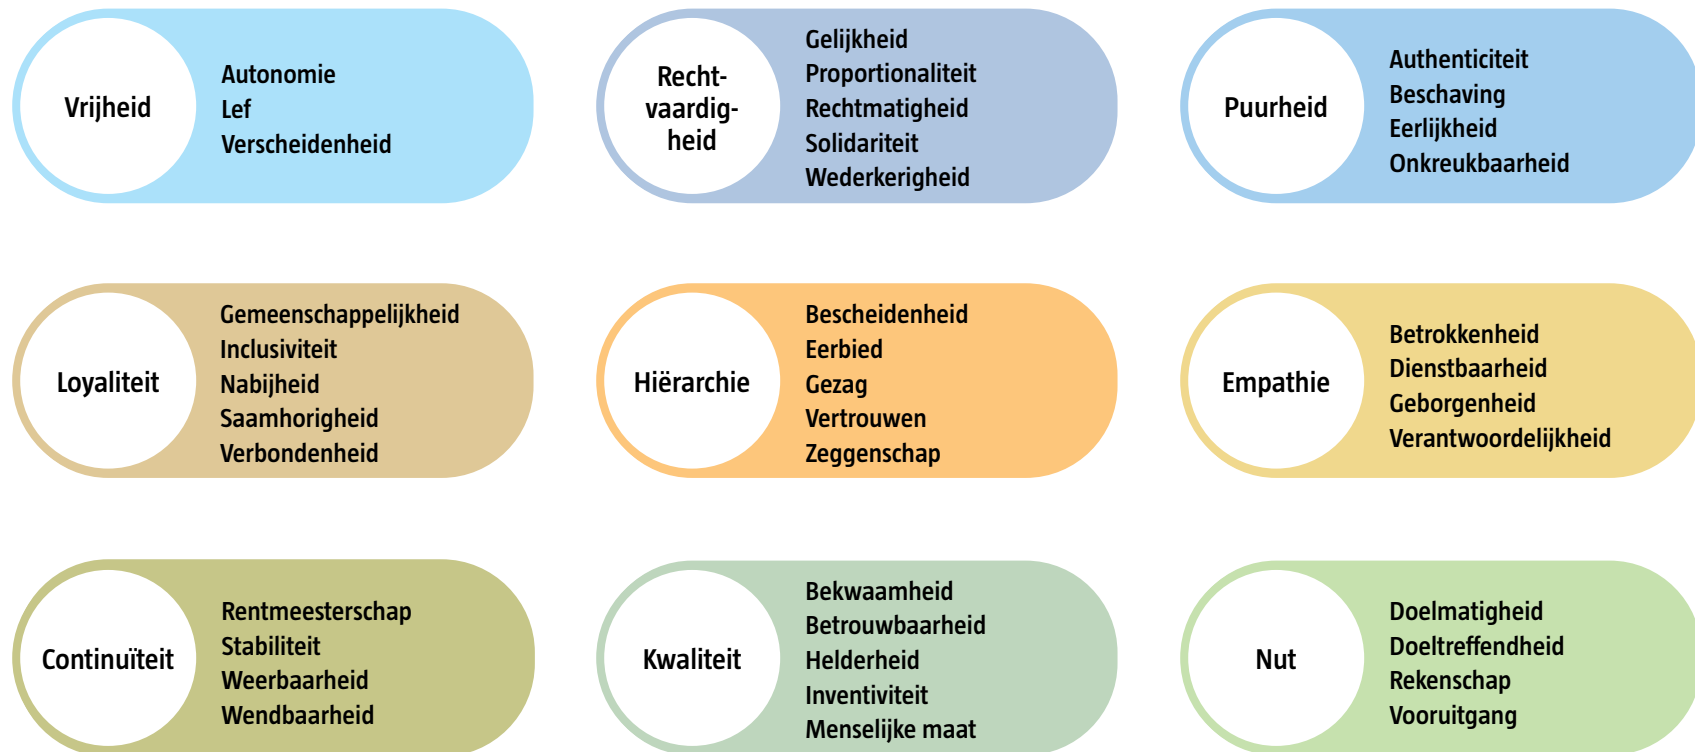 Vrijheid
Autonomie
Lef
Verscheidenheid
Recht-
vaardig-
heid
Gelijkheid
Proportionaliteit
Rechtmatigheid
Solidariteit
Wederkerigheid
Puurheid
Authenticiteit
Beschaving
Eerlijkheid
Onkreukbaarheid
Loyaliteit
Gemeenschappelijkheid
Inclusiviteit
Nabijheid
Saamhorigheid
Verbondenheid
Hiërarchie
Bescheidenheid
Eerbied
Gezag
Vertrouwen
Zeggenschap
Empathie
Betrokkenheid
Dienstbaarheid
Geborgenheid
Verantwoordelijkheid
Continuïteit
Rentmeesterschap
Stabiliteit
Weerbaarheid
Wendbaarheid
Kwaliteit
Bekwaamheid
Betrouwbaarheid
Helderheid
Inventiviteit
Menselijke maat
Nut
Doelmatigheid
Doeltreffendheid
Rekenschap
Vooruitgang